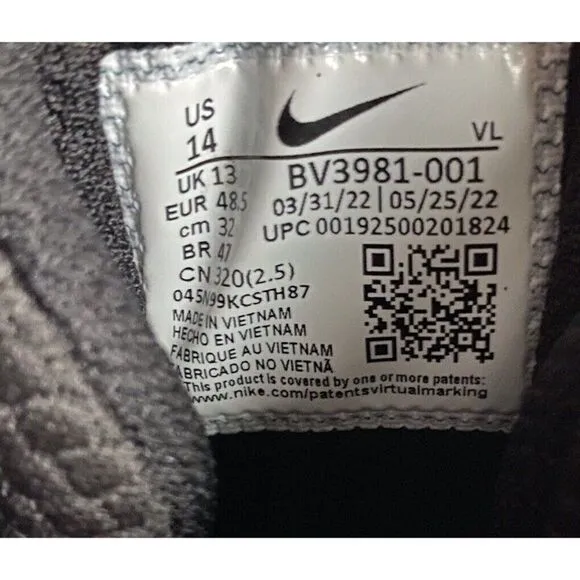 US
14
VL
UK 13
BV3981-001
EUR 48.5
03/31/22 | 05/25/22
cm 32
UPC 00192500201824
BR 47
CN 320(2.5)
045N99KCSTH87
MADE IN VIETNAM
HECHO EN VIETNAM
FABRIQUE AU VIETNAM
FABRICADO NO VIETNÃ
This product is covered by one or more patents:
www.nike.com/patentsvirtualmarking